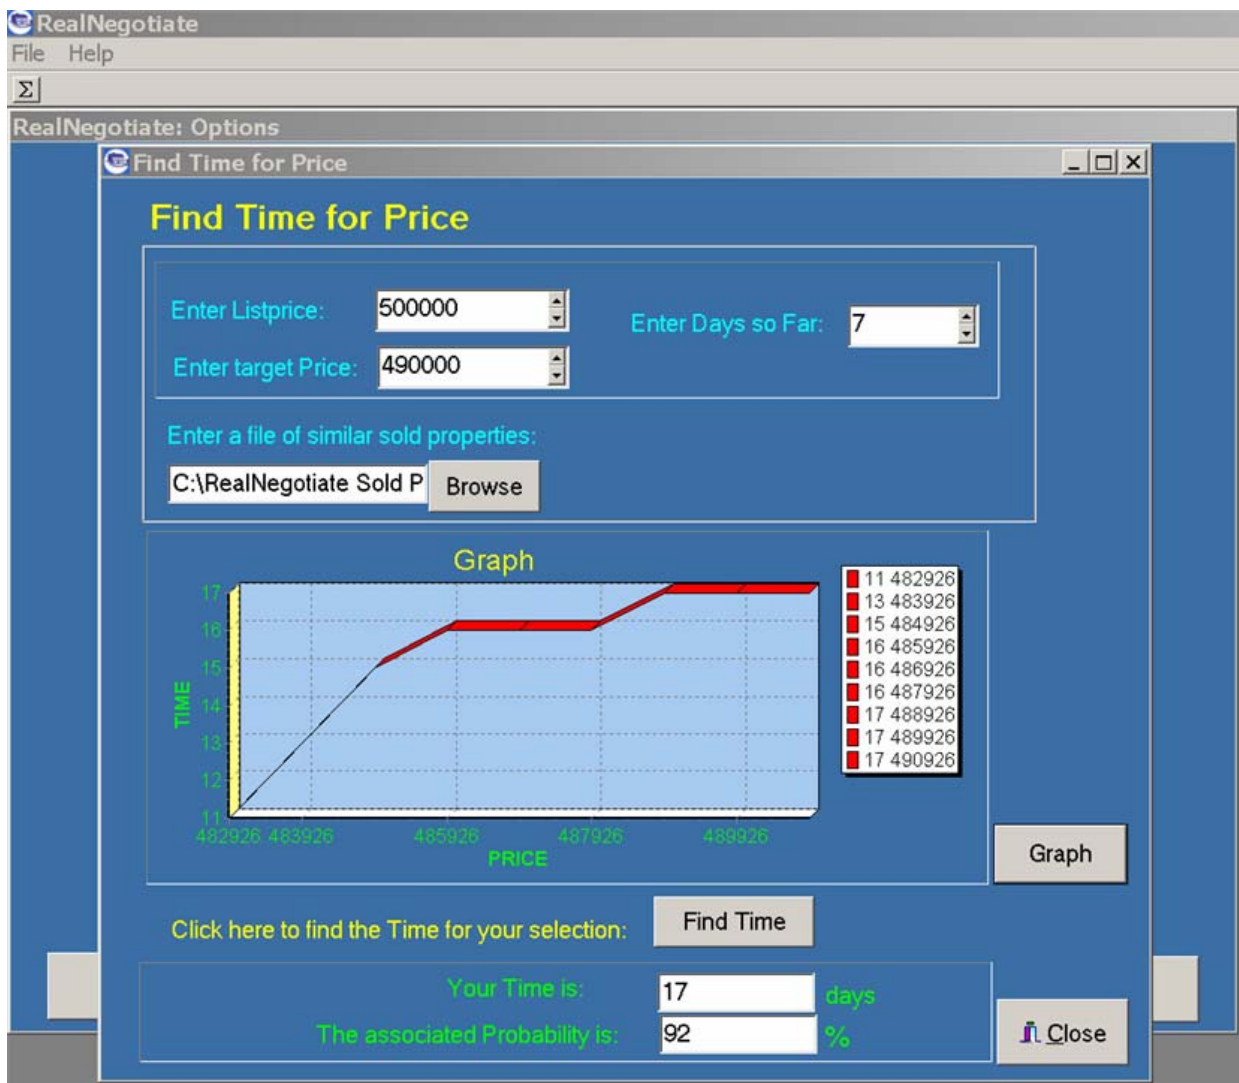 RealNegotiate
File Help
Σ
RealNegotiate: Options
Find Time for Price
Find Time for Price
Enter Listprice: 500000
Enter Days so Far: 7
Enter target Price: 490000
Enter a file of similar sold properties:
C:\RealNegotiate Sold P Browse
Graph
17
16
15
14
13
12
11
TIME
482926 483926 485926 487926 489926
PRICE
11 482926
13 483926
15 484926
16 485926
16 486926
16 487926
17 488926
17 489926
17 490926
Graph
Click here to find the Time for your selection: Find Time
Your Time is: 17 days
The associated Probability is: 92 %
Close